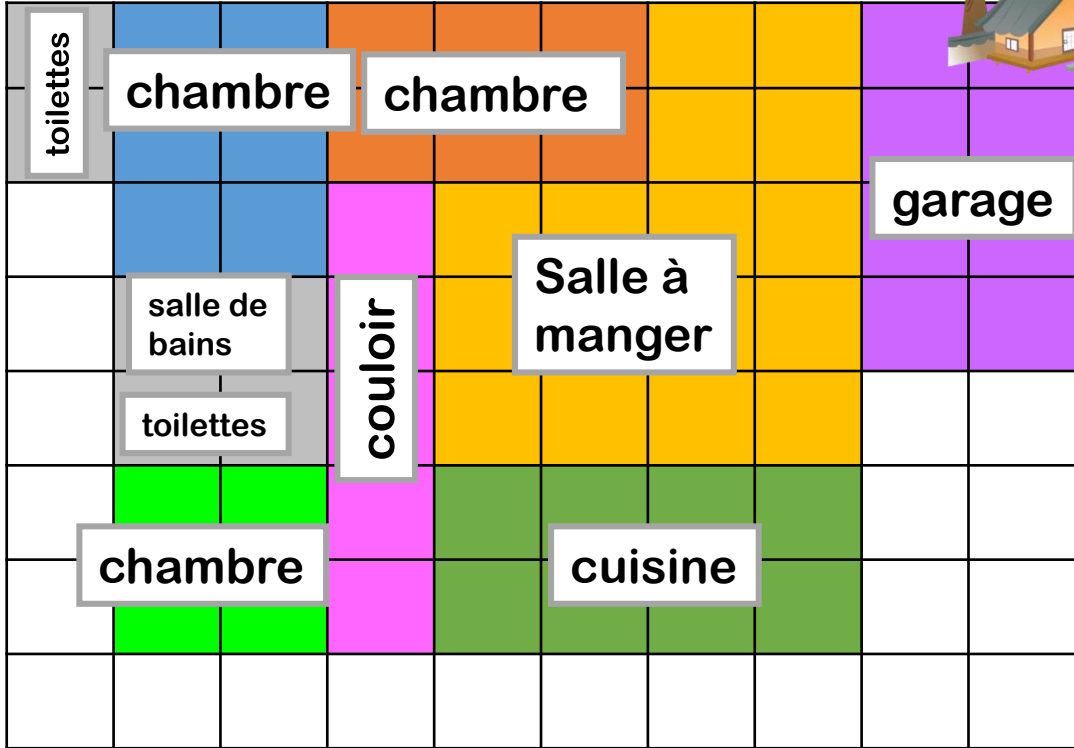 toilettes
chambre
chambre
garage
Salle à
manger
salle de
bains
couloir
toilettes
chambre
cuisine